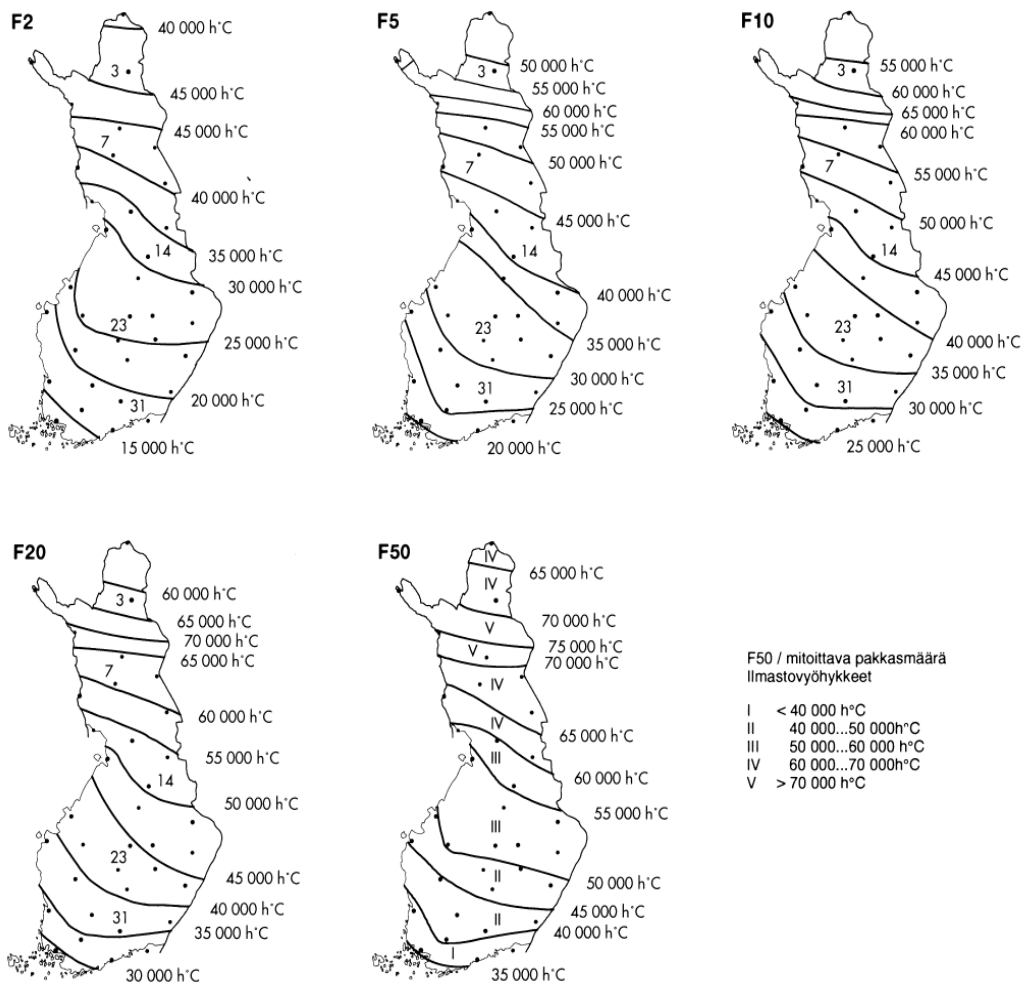 F2
40 000 h°C
3
45 000 h°C
45 000 h°C
7
40 000 h°C
14
35 000 h°C
30 000 h°C
23
25 000 h°C
31
20 000 h°C
15 000 h°C
F5
3
50 000 h°C
55 000 h°C
60 000 h°C
55 000 h°C
7
50 000 h°C
45 000 h°C
14
40 000 h°C
23
35 000 h°C
30 000 h°C
31
25 000 h°C
20 000 h°C
F10
3
55 000 h°C
60 000 h°C
65 000 h°C
60 000 h°C
7
55 000 h°C
50 000 h°C
14
45 000 h°C
23
40 000 h°C
35 000 h°C
31
30 000 h°C
25 000 h°C
F20
60 000 h°C
3
65 000 h°C
70 000 h°C
65 000 h°C
7
60 000 h°C
55 000 h°C
14
50 000 h°C
23
45 000 h°C
40 000 h°C
31
35 000 h°C
30 000 h°C
F50
IV
65 000 h°C
IV
70 000 h°C
V
75 000 h°C
V
70 000 h°C
IV
65 000 h°C
IV
III
60 000 h°C
55 000 h°C
III
II
50 000 h°C
45 000 h°C
II
40 000 h°C
I
35 000 h°C
F50 / mitoittava pakkasmäärä
Ilmastovyöhykkeet
I < 40 000 h°C
II 40 000...50 000h°C
III 50 000...60 000 h°C
IV 60 000...70 000h°C
V > 70 000 h°C